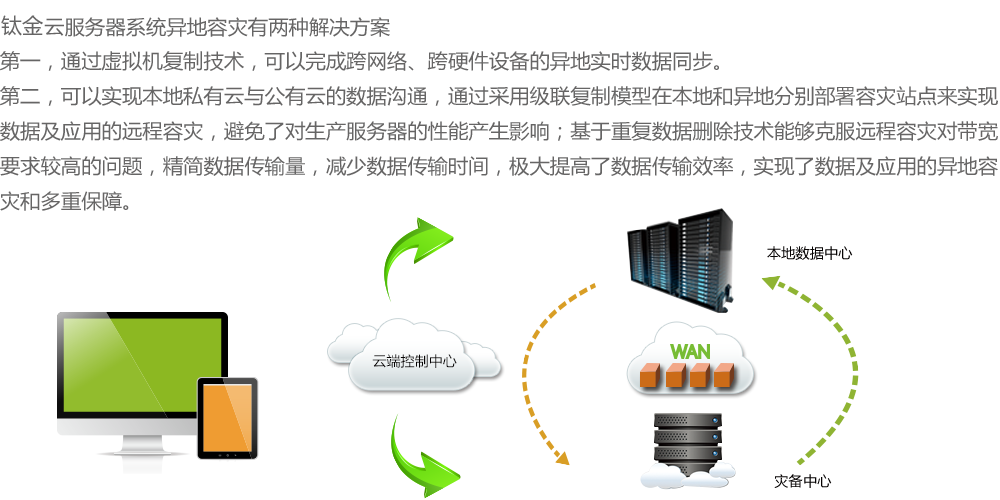 钛金云服务器系统异地容灾有两种解决方案
第一，通过虚拟机复制技术，可以完成跨网络、跨硬件设备的异地实时数据同步。
第二，可以实现本地私有云与公有云的数据沟通，通过采用级联复制模型在本地和异地分别部署容灾站点来实现
数据及应用的远程容灾，避免了对生产服务器的性能产生影响；基于重复数据删除技术能够克服远程容灾对带宽
要求较高的问题，精简数据传输量，减少数据传输时间，极大提高了数据传输效率，实现了数据及应用的异地容
灾和多重保障。
本地数据中心
WAN
云端控制中心
灾备中心